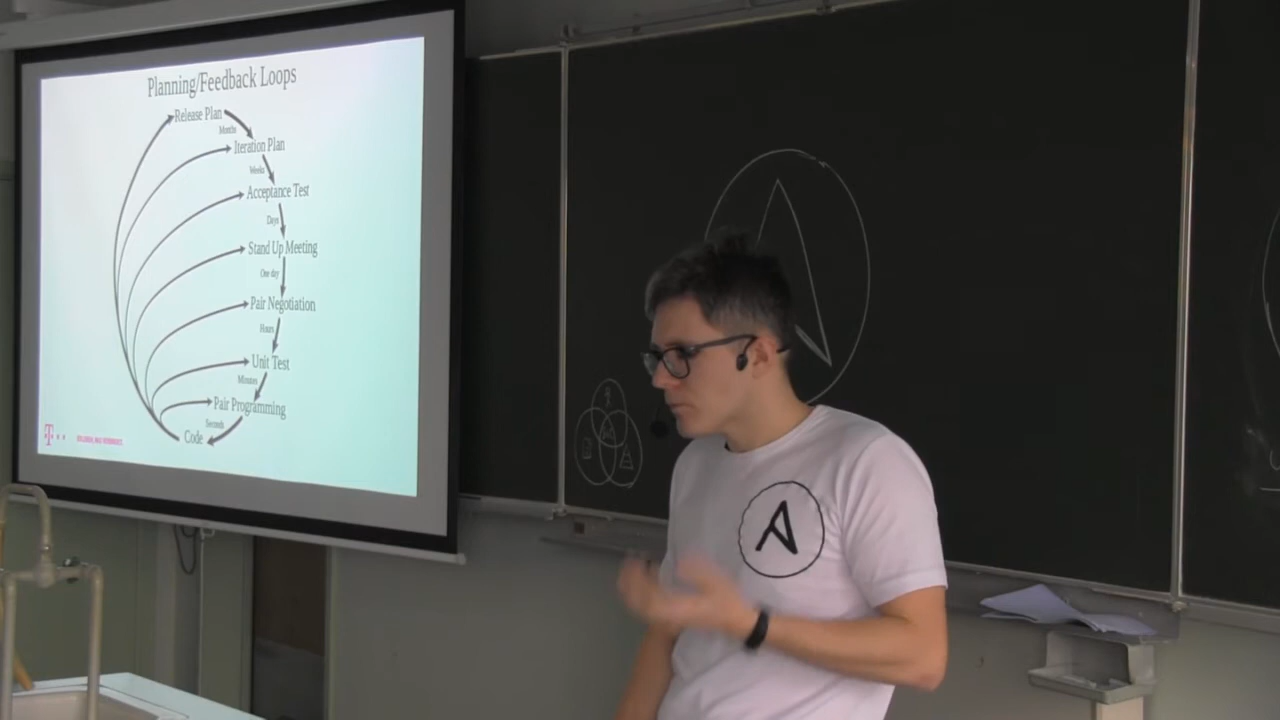 Planning/Feedback Loops
Release Plan
Months
Iteration Plan
Weeks
Acceptance Test
Days
Stand Up Meeting
One day
Pair Negotiation
Hours
Unit Test
Minutes
Pair Programming
Seconds
Code
T
A